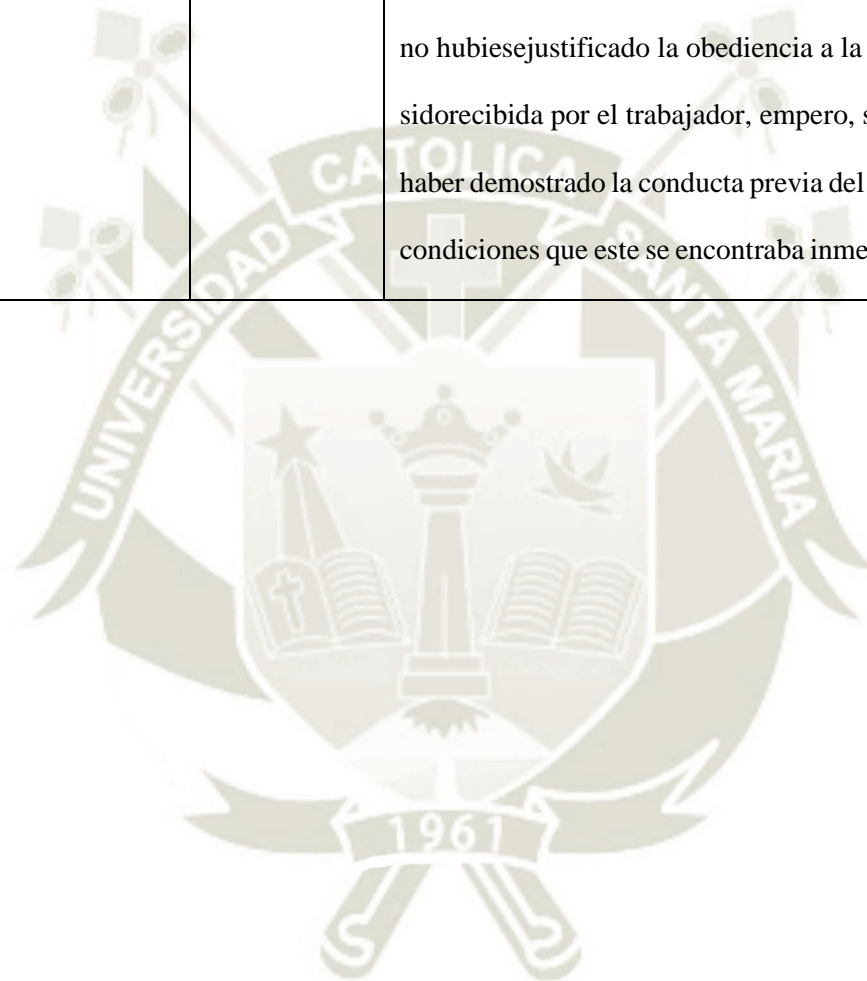 no hubiesejustificado la obediencia a la
sidorecibida por el trabajador, empero,
haber demostrado la conducta previa del
condiciones que este se encontraba
UNIVERSIDAD CATOLICA SANTA MARIA
1961